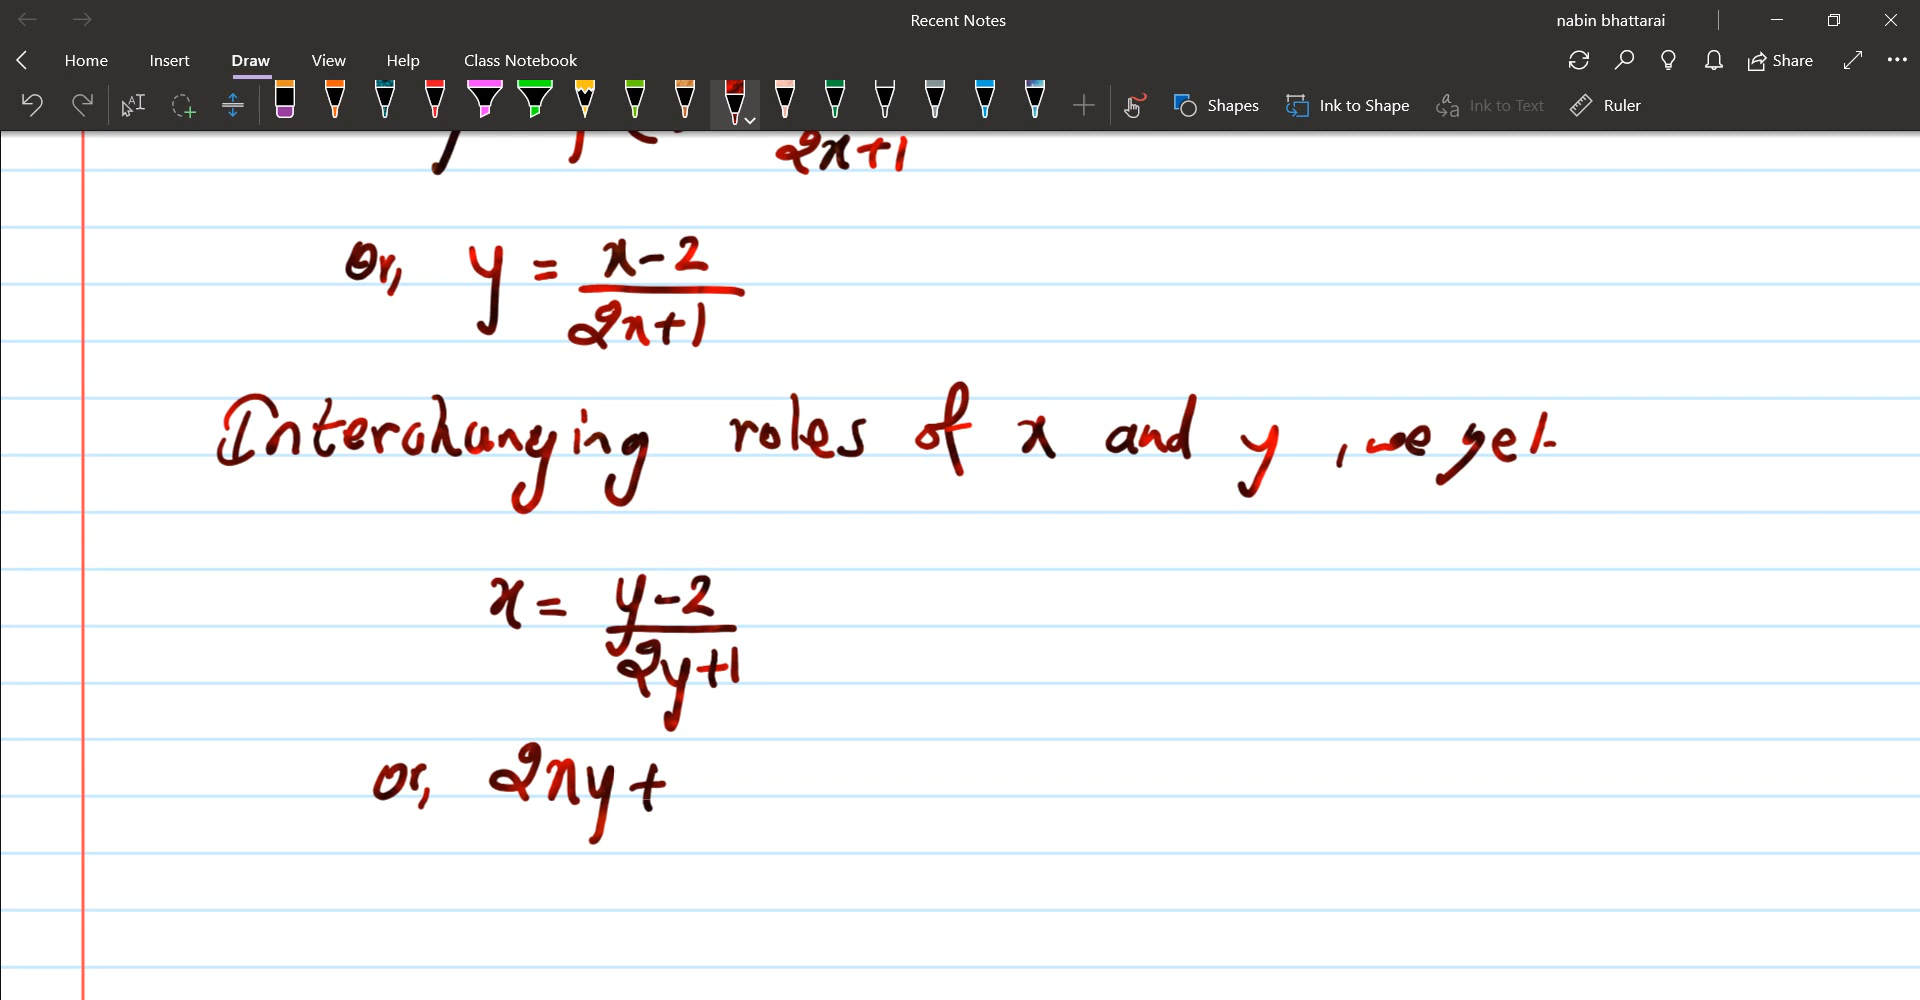 Recent Notes
nabin bhattarai
Home Insert Draw View Help Class Notebook
Share
Shapes Ink to Shape Ink to Text Ruler
2x+1
Or, y = x-2
2x+1
Interchanging roles of x and y, we get
x = y-2
2y+1
or, 2xy+